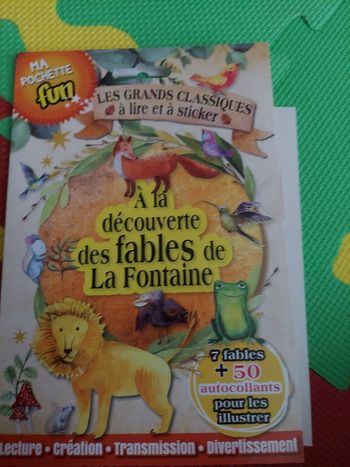 MA
POCHETTE
fun
LES GRANDS CLASSIQUES
à lire et à sticker
À la
découverte
des fables de
La Fontaine
7 fables
+ 50
autocollants
pour les
illustrer
Lecture • Création • Transmission • Divertissement